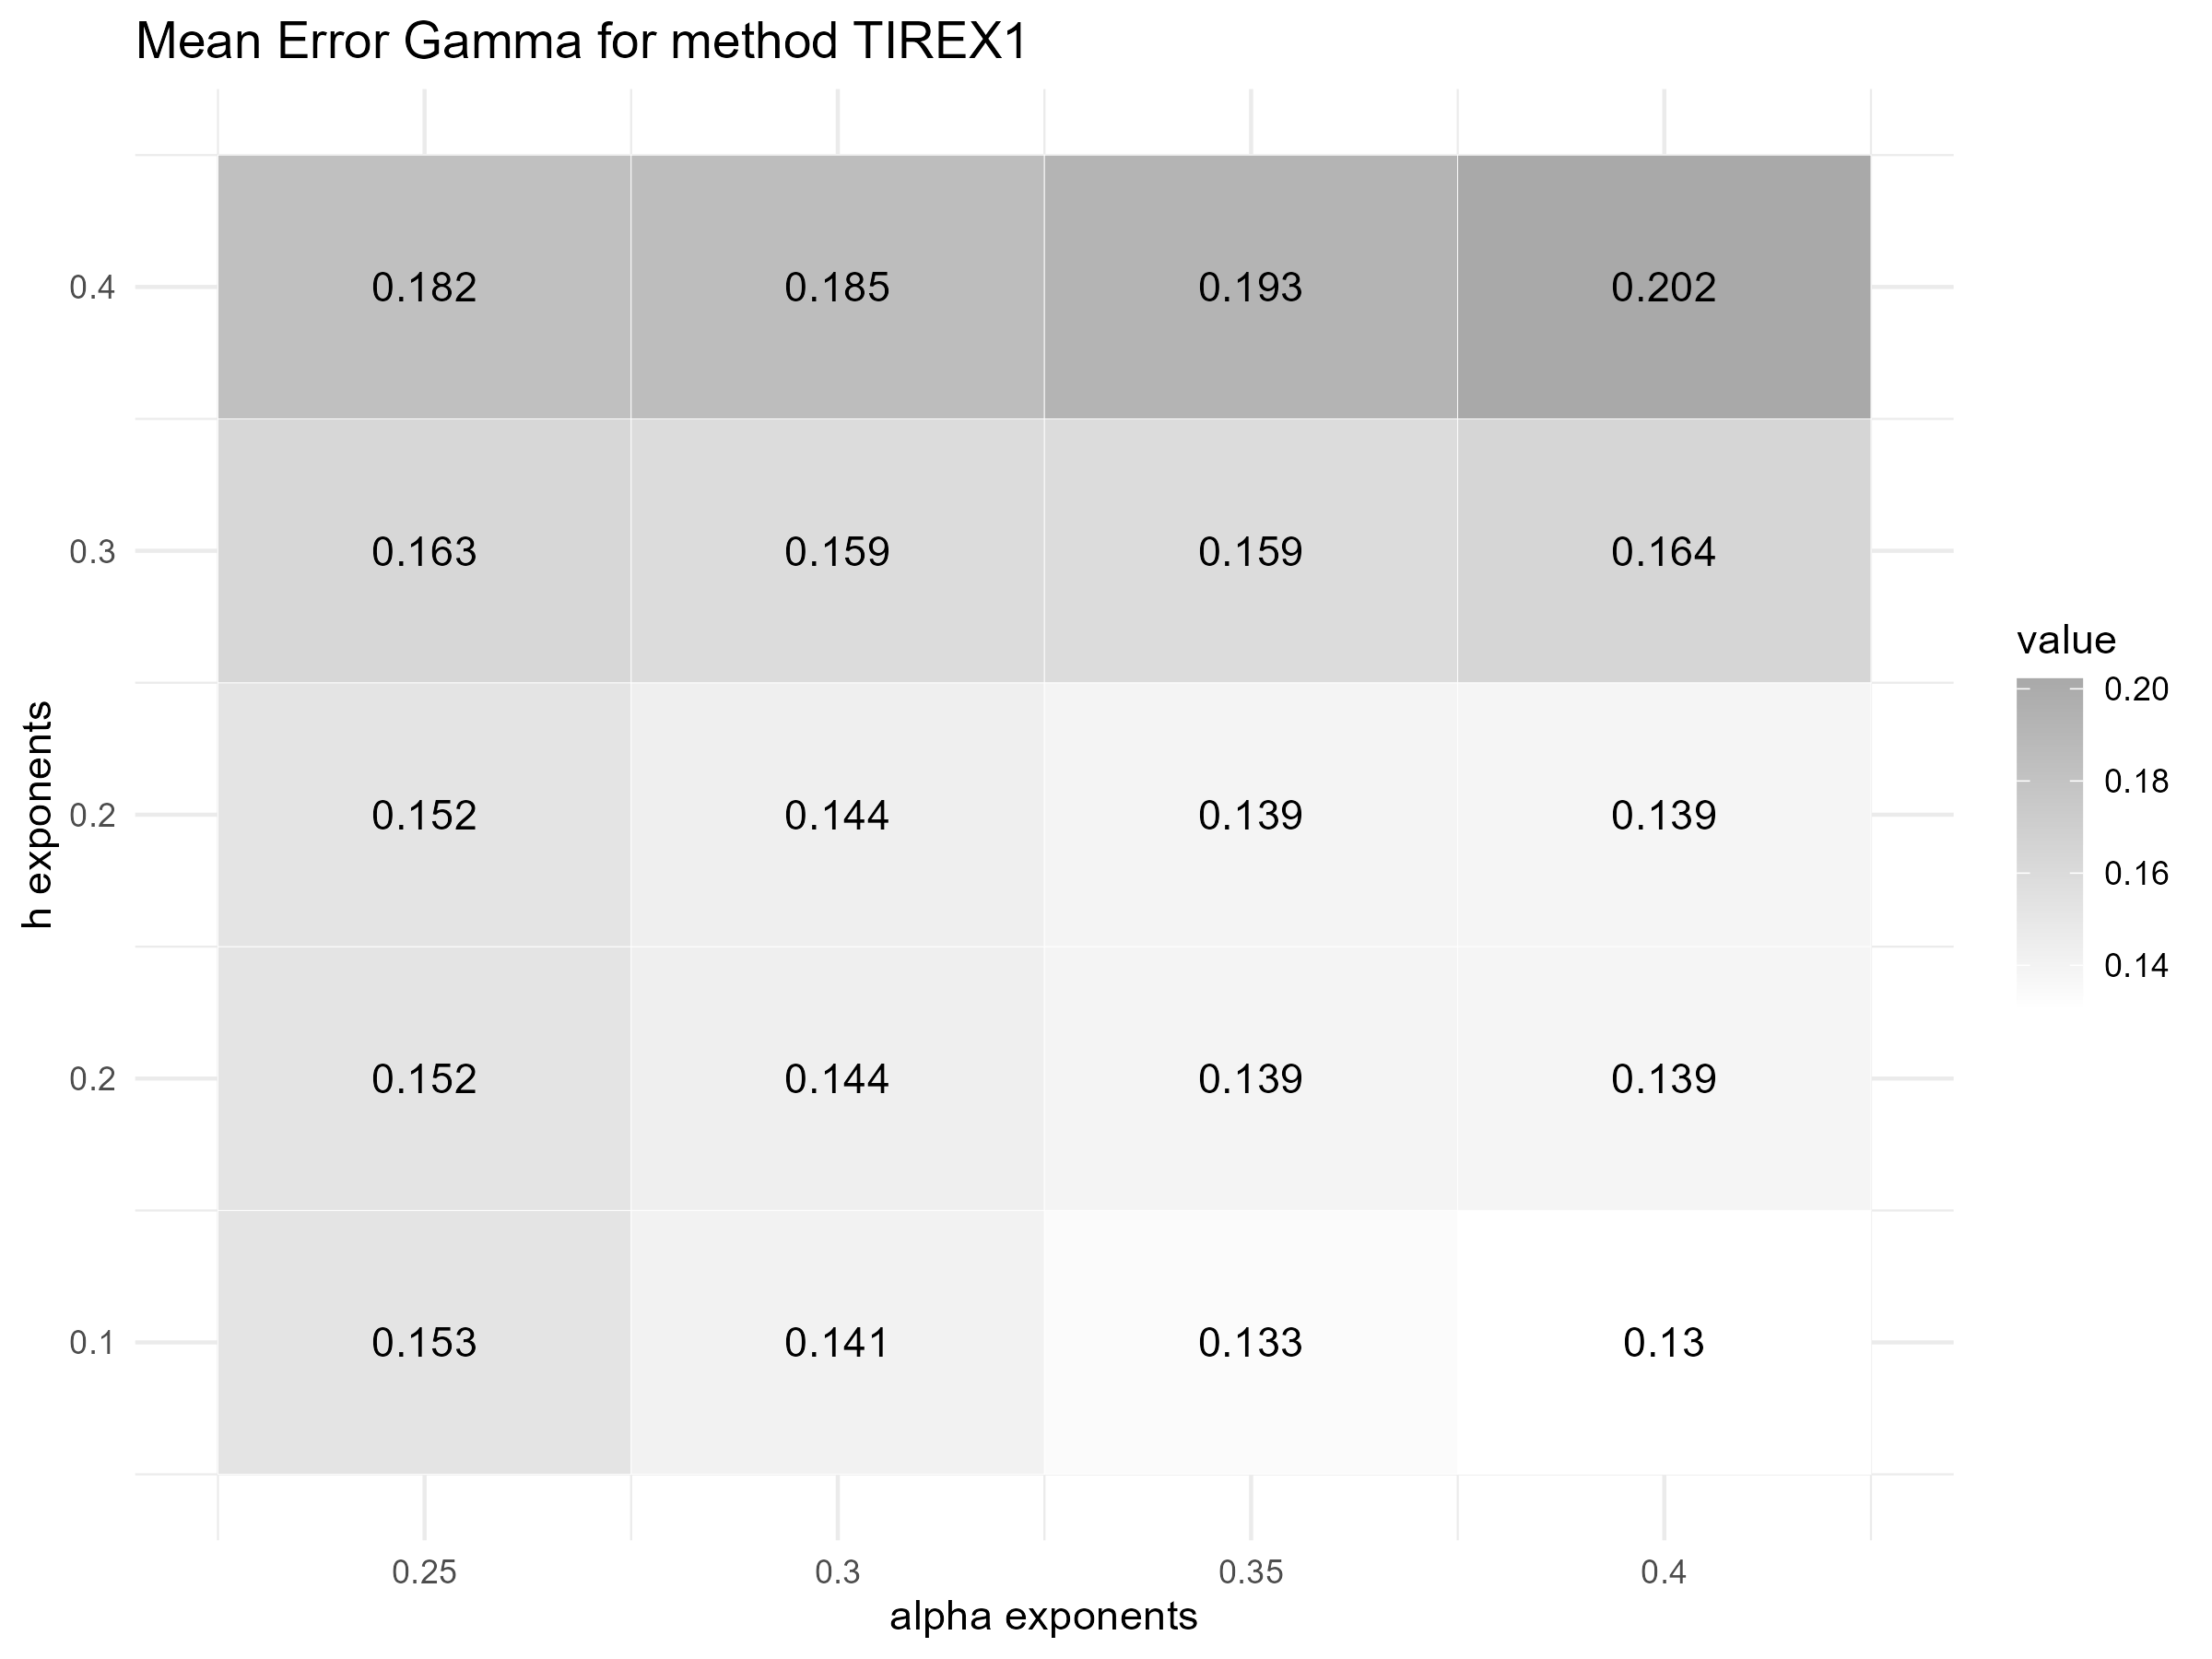 Mean Error Gamma for method TIREX1
h exponents
0.4 0.182 0.185 0.193 0.202
0.3 0.163 0.159 0.159 0.164
0.2 0.152 0.144 0.139 0.139
0.2 0.152 0.144 0.139 0.139
0.1 0.153 0.141 0.133 0.13
0.25 0.3 0.35 0.4
alpha exponents
value
0.20
0.18
0.16
0.14